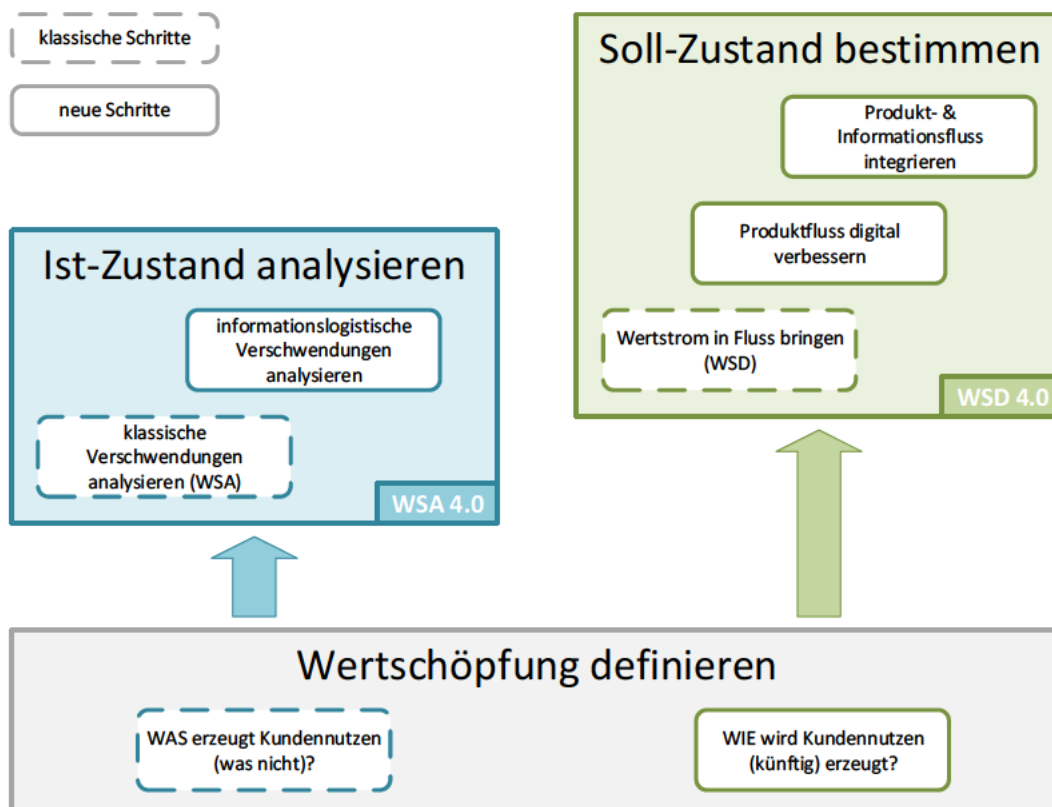 klassische Schritte
neue Schritte
Soll-Zustand bestimmen
Produkt- &
Informationsfluss
integrieren
Produktfluss digital
verbessern
Wertstrom in Fluss bringen
(WSD)
WSD 4.0
Ist-Zustand analysieren
informationslogistische
Verschwendungen
analysieren
klassische
Verschwendungen
analysieren (WSA)
WSA 4.0
Wertschöpfung definieren
WAS erzeugt Kundennutzen
(was nicht)?
WIE wird Kundennutzen
(künftig) erzeugt?